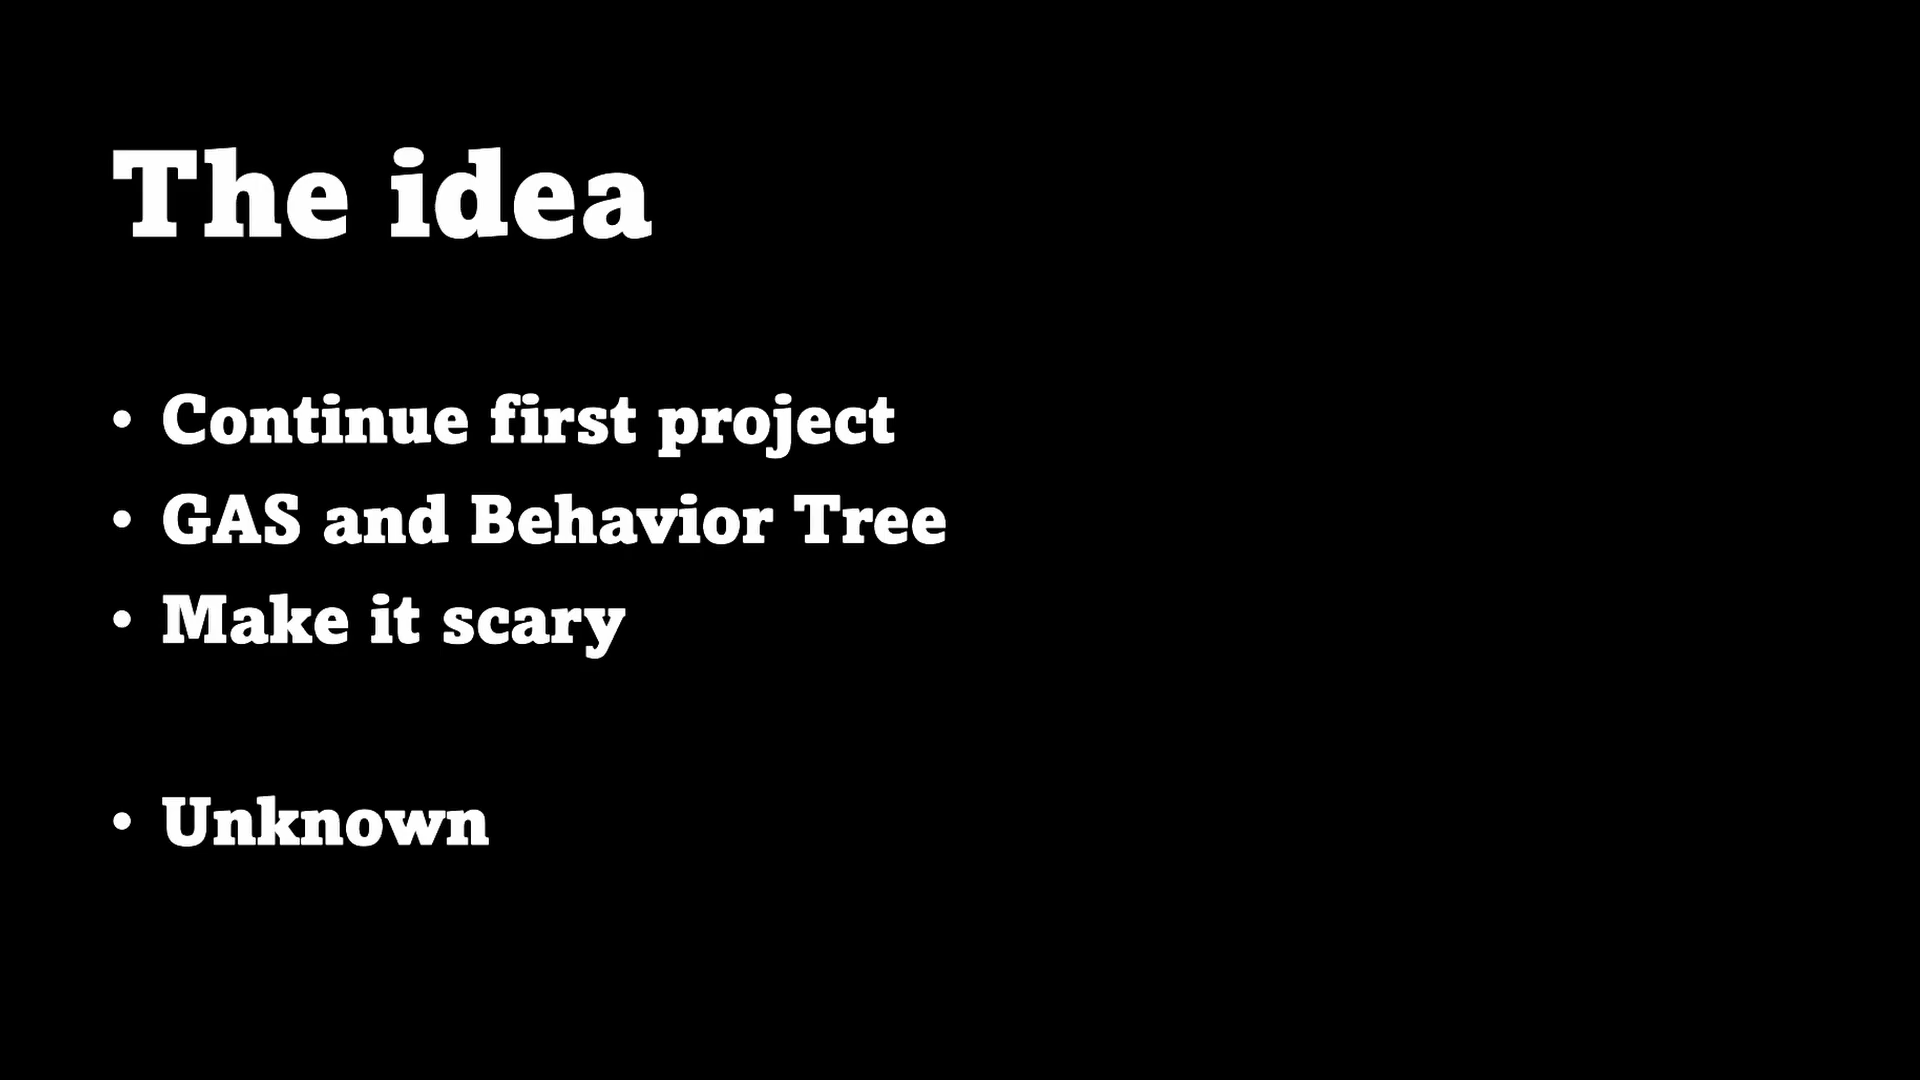 The idea
• Continue first project
• GAS and Behavior Tree
• Make it scary
• Unknown